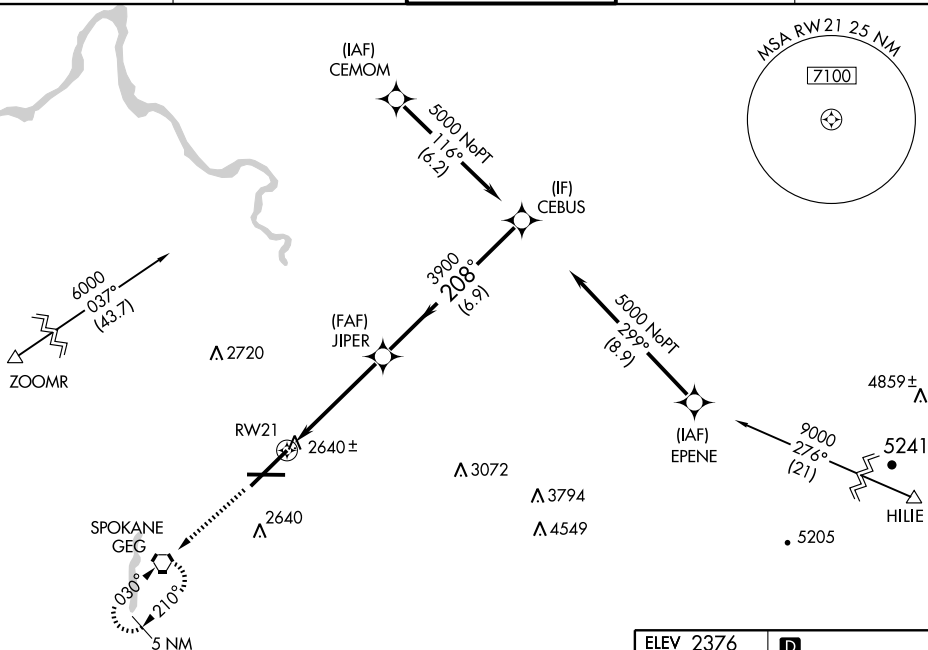 (IAF)
CEMOM
MSA RW21 25 NM
7100
5000 NoPT
116°
(6.2)
(IF)
CEBUS
3900
208°
(6.9)
6000
037°
(43.7)
ZOOMR
(FAF)
JIPER
2720
5000 NoPT
299°
(8.9)
4859±
(IAF)
EPENE
9000
276°
(21)
5241
HILIE
RW21
2640±
3072
3794
4549
5205
2640
SPOKANE
GEG
030°
210°
5 NM
ELEV 2376
D